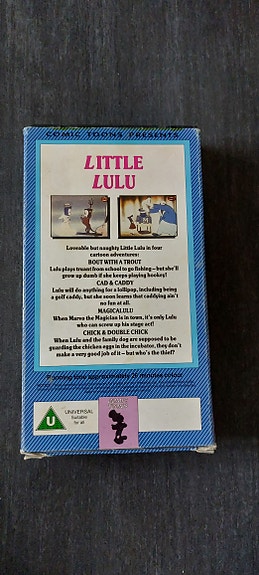 COMIC TOONS PRESENTS
LITTLE
LULU
Loveable but naughty Little Lulu in four
cartoon adventures:
BOUT WITH A TROUT
Lulu plays truant from school to go fishing – but she'll
grow up dumb if she keeps playing hookey!
CAD & CADDY
Lulu will do anything for a lollipop, including being
a golf caddy, but she soon learns that caddying ain't
no fun at all.
MAGICALULU
When Marvo the Magician is in town, it's only Lulu
who can screw up his stage act!
CHICK & DOUBLE CHICK
When Lulu and the family dog are supposed to be
guarding the chicken eggs in the incubator, they don't
make a very good job of it – but who's the thief?
U
UNIVERSAL
Suitable
for all